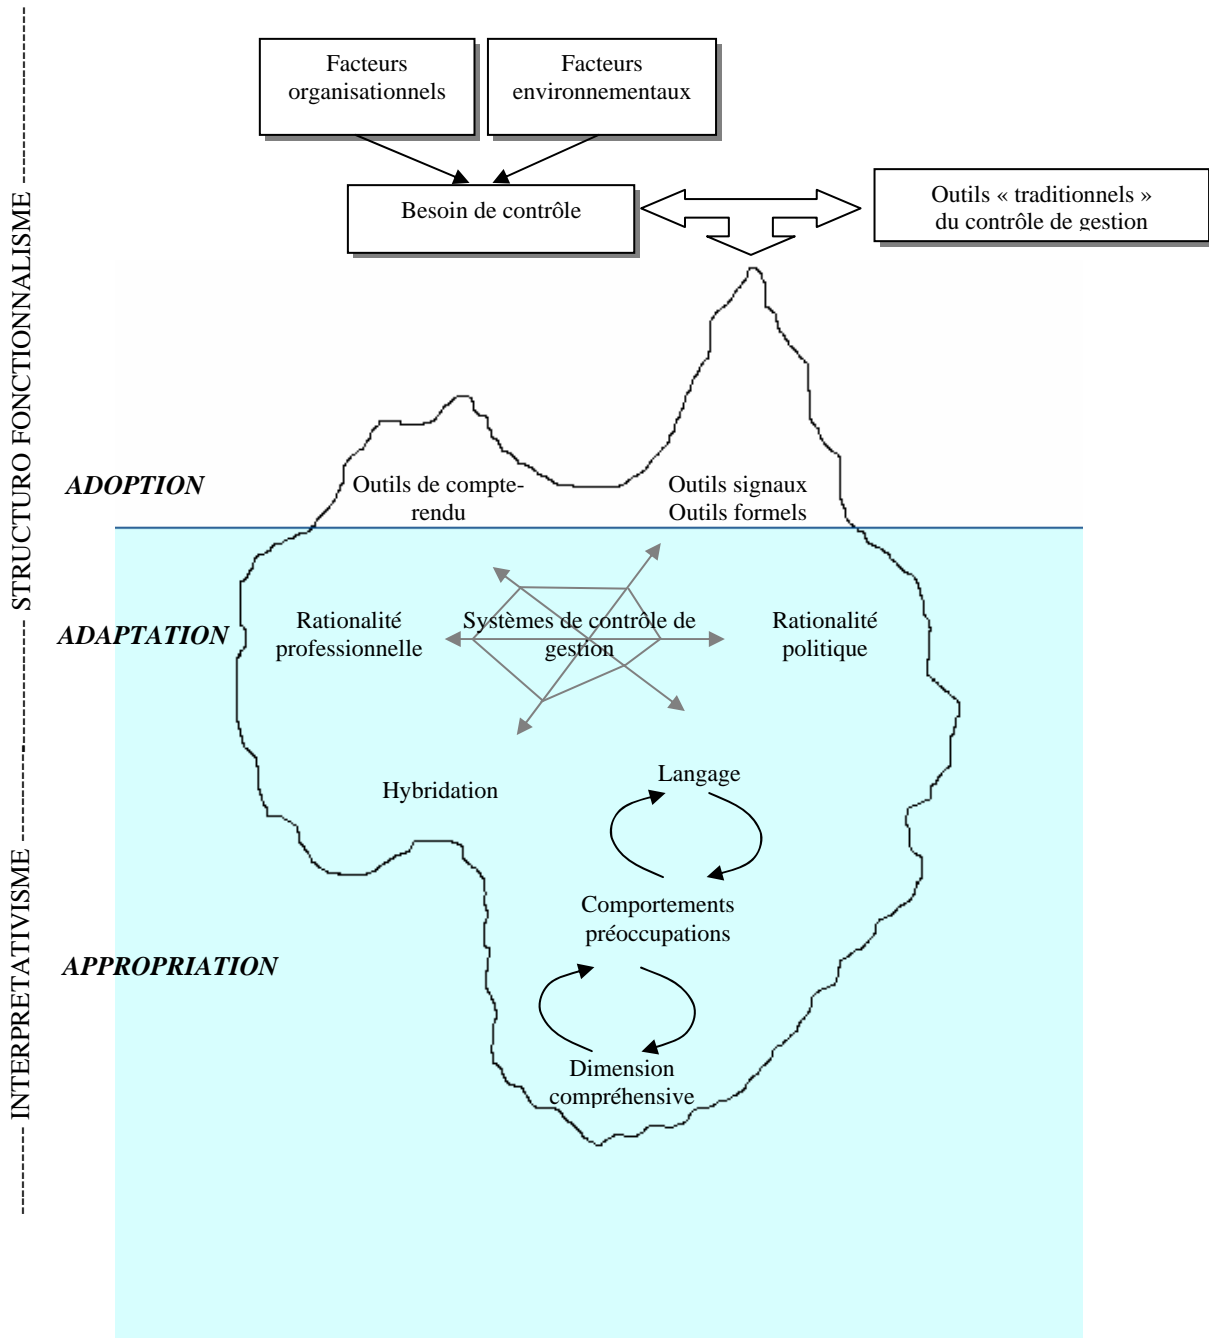 Facteurs
organisationnels
Facteurs
environnementaux
Besoin de contrôle
Outils « traditionnels »
du contrôle de gestion
STRUCTURO FONCTIONNALISME
INTERPRETATIVISME
ADOPTION
Outils de compte-
rendu
Outils signaux
Outils formels
ADAPTATION
Rationalité
professionnelle
Systèmes de contrôle de
gestion
Rationalité
politique
Hybridation
Langage
Comportements
préoccupations
APPROPRIATION
Dimension
compréhensive